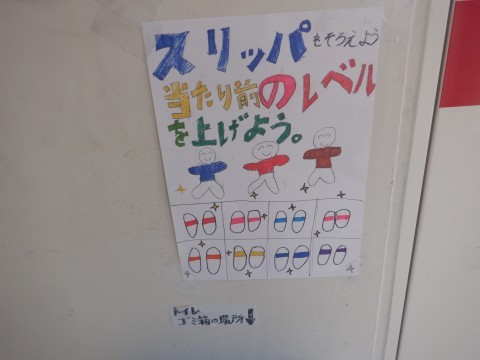 スリッパをそろえよう
当たり前のレベル
を上げよう。
トイレ
ゴミ箱の場所↓